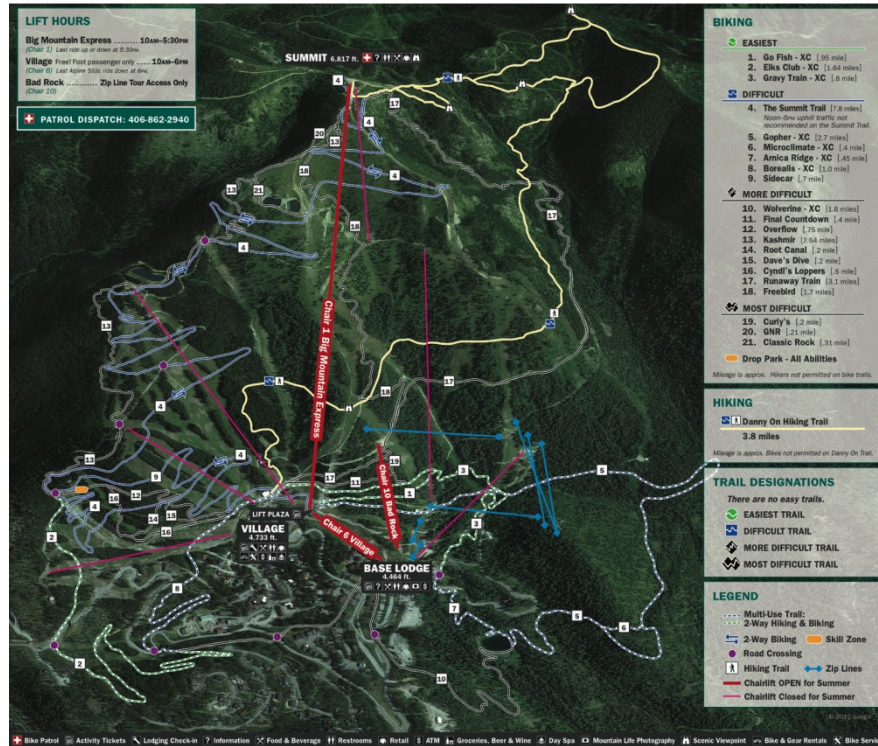 LIFT HOURS
Big Mountain Express .......... 10AM–5:30PM
(Chair 1) Last ride up or down at 5:30PM.
Village Free! Foot passenger only ..... 10AM–6PM
(Chair 6) Last Alpine Slide ride down at 6PM.
Bad Rock ........... Zip Line Tour Access Only
(Chair 10)
PATROL DISPATCH: 406-862-2940
SUMMIT 6,817 ft.
Chair 1 Big Mountain Express
Chair 10 Bad Rock
Chair 6 Village
LIFT PLAZA
VILLAGE
4,733 ft.
BASE LODGE
4,464 ft.
BIKING
EASIEST
1. Go Fish - XC [.95 mile]
2. Elks Club - XC [1.64 miles]
3. Gravy Train - XC [.8 mile]
DIFFICULT
4. The Summit Trail [7.8 miles]
Noon-5PM uphill traffic not
recommended on the Summit Trail.
5. Gopher - XC [2.7 miles]
6. Microclimate - XC [.4 mile]
7. Arnica Ridge - XC [.45 mile]
8. Borealis - XC [1.0 mile]
9. Sidecar [.7 mile]
MORE DIFFICULT
10. Wolverine - XC [1.6 miles]
11. Final Countdown [.4 mile]
12. Overflow [.75 mile]
13. Kashmir [2.64 miles]
14. Root Canal [.2 mile]
15. Dave's Dive [.2 mile]
16. Cyndi's Loppers [.5 mile]
17. Runaway Train [3.1 miles]
18. Freebird [1.7 miles]
MOST DIFFICULT
19. Curly's [.2 mile]
20. GNR [.21 mile]
21. Classic Rock [.31 mile]
Drop Park - All Abilities
Mileage is approx. Hikers not permitted on bike trails.
HIKING
Danny On Hiking Trail
3.8 miles
Mileage is approx. Bikes not permitted on Danny On Trail.
TRAIL DESIGNATIONS
There are no easy trails.
EASIEST TRAIL
DIFFICULT TRAIL
MORE DIFFICULT TRAIL
MOST DIFFICULT TRAIL
LEGEND
Multi-Use Trail:
2-Way Hiking & Biking
2-Way Biking Skill Zone
Road Crossing
Hiking Trail Zip Lines
Chairlift OPEN for Summer
Chairlift Closed for Summer
© 2015 Google
Bike Patrol Activity Tickets Lodging Check-in ? Information Food & Beverage Restrooms Retail $ ATM Groceries, Beer & Wine Day Spa Mountain Life Photography Scenic Viewpoint Bike & Gear Rentals Bike Servic